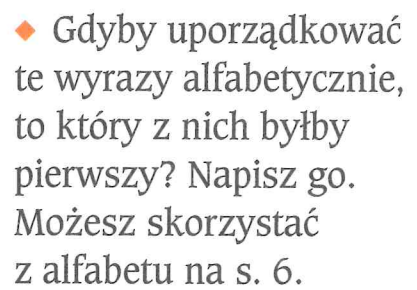 ◆ Gdyby uporządkować
te wyrazy alfabetycznie,
to który z nich byłby
pierwszy? Napisz go.
Możesz skorzystać
z alfabetu na s. 6.